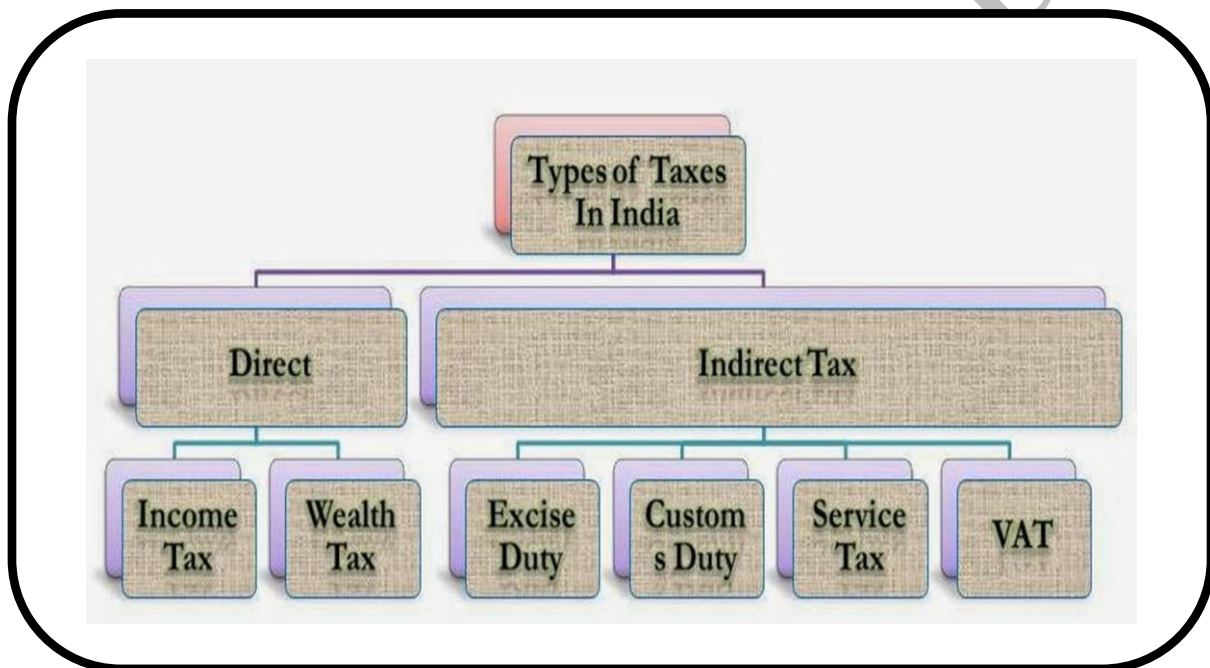 Types of Taxes
In India
Direct
Indirect Tax
Income
Tax
Wealth
Tax
Excise
Duty
Custom
s Duty
Service
Tax
VAT